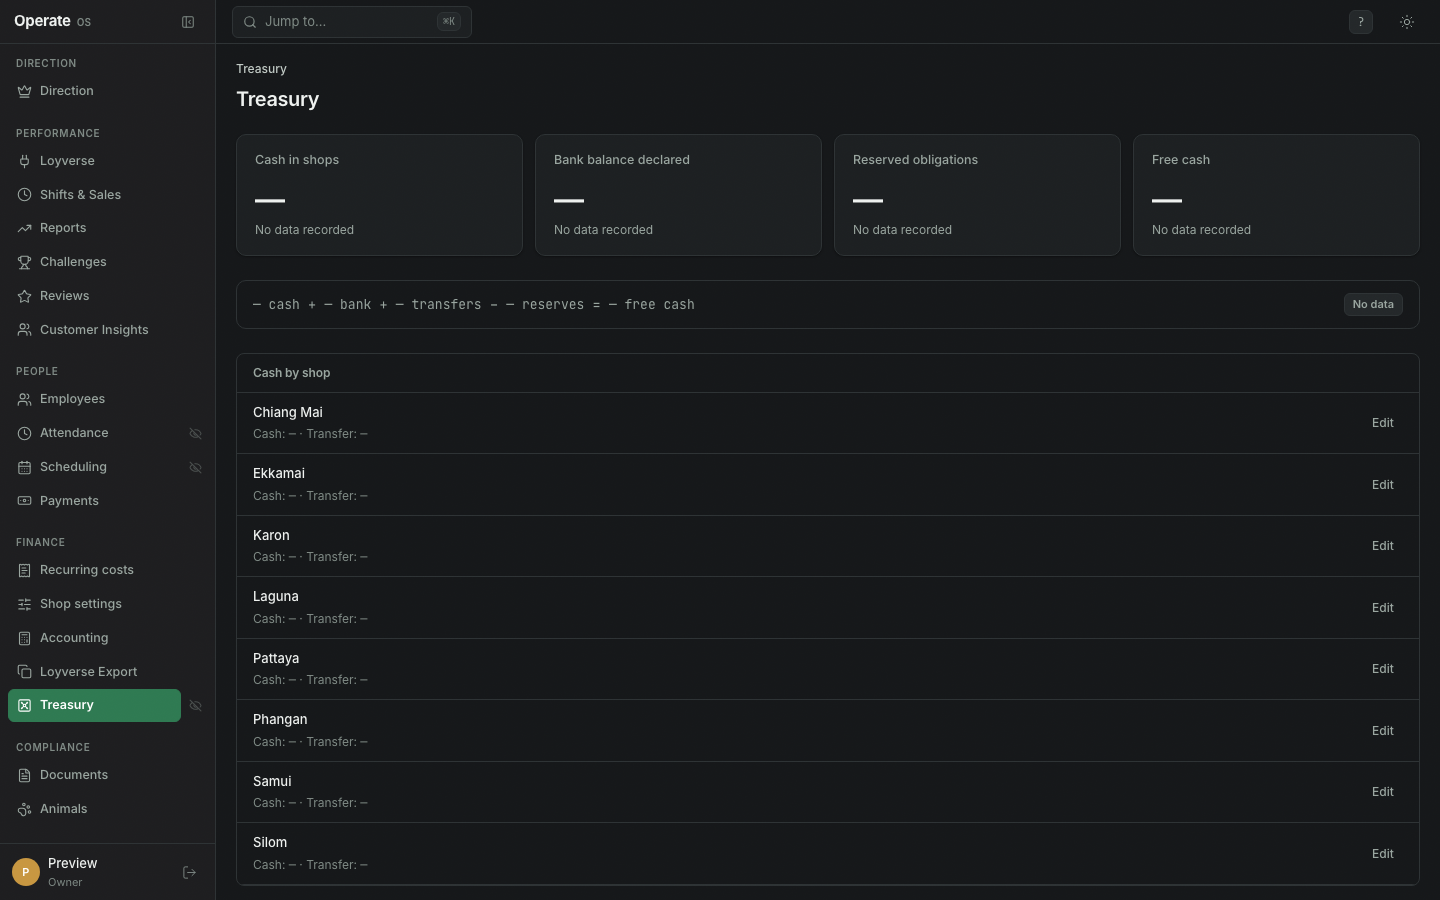 Operate OS
Jump to...
⌘K
?
DIRECTION
Direction
PERFORMANCE
Loyverse
Shifts & Sales
Reports
Challenges
Reviews
Customer Insights
PEOPLE
Employees
Attendance
Scheduling
Payments
FINANCE
Recurring costs
Shop settings
Accounting
Loyverse Export
Treasury
COMPLIANCE
Documents
Animals
P
Preview
Owner
Treasury
Treasury
Cash in shops
—
No data recorded
Bank balance declared
—
No data recorded
Reserved obligations
—
No data recorded
Free cash
—
No data recorded
— cash + — bank + — transfers − — reserves = — free cash
No data
Cash by shop
Chiang Mai
Cash: — · Transfer: —
Edit
Ekkamai
Cash: — · Transfer: —
Edit
Karon
Cash: — · Transfer: —
Edit
Laguna
Cash: — · Transfer: —
Edit
Pattaya
Cash: — · Transfer: —
Edit
Phangan
Cash: — · Transfer: —
Edit
Samui
Cash: — · Transfer: —
Edit
Silom
Cash: — · Transfer: —
Edit